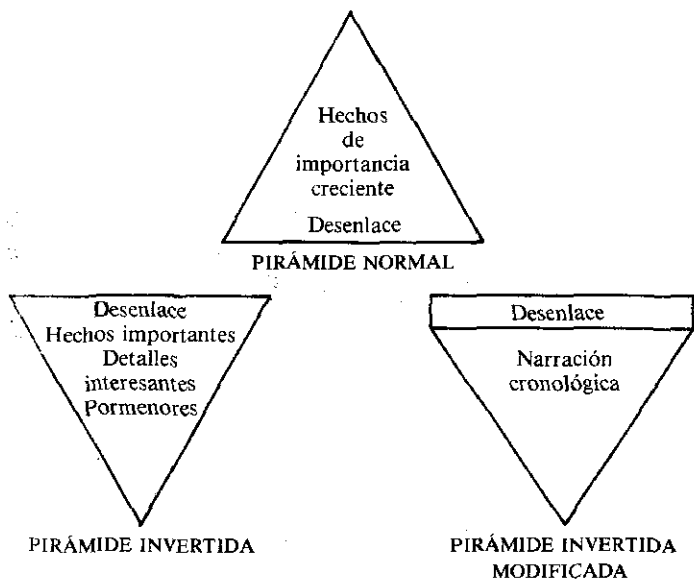 Hechos
de
importancia
creciente
Desenlace
PIRÁMIDE NORMAL
Desenlace
Hechos importantes
Detalles
interesantes
Pormenores
PIRÁMIDE INVERTIDA
Desenlace
Narración
cronológica
PIRÁMIDE INVERTIDA
MODIFICADA